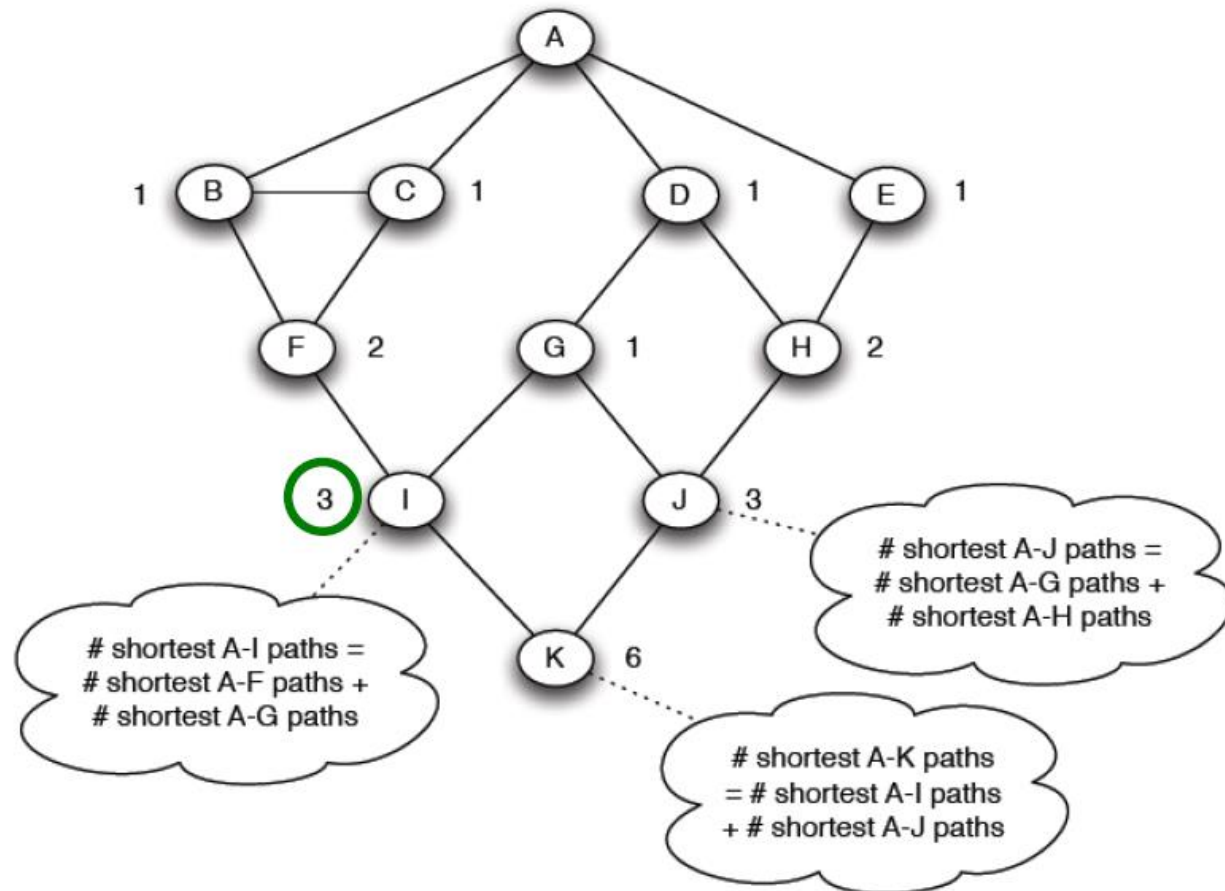 A
1 B C 1 D 1 E 1
F 2 G 1 H 2
3 I J 3
# shortest A-J paths =
# shortest A-G paths +
# shortest A-H paths
# shortest A-I paths =
# shortest A-F paths +
# shortest A-G paths
K 6
# shortest A-K paths
= # shortest A-I paths
+ # shortest A-J paths